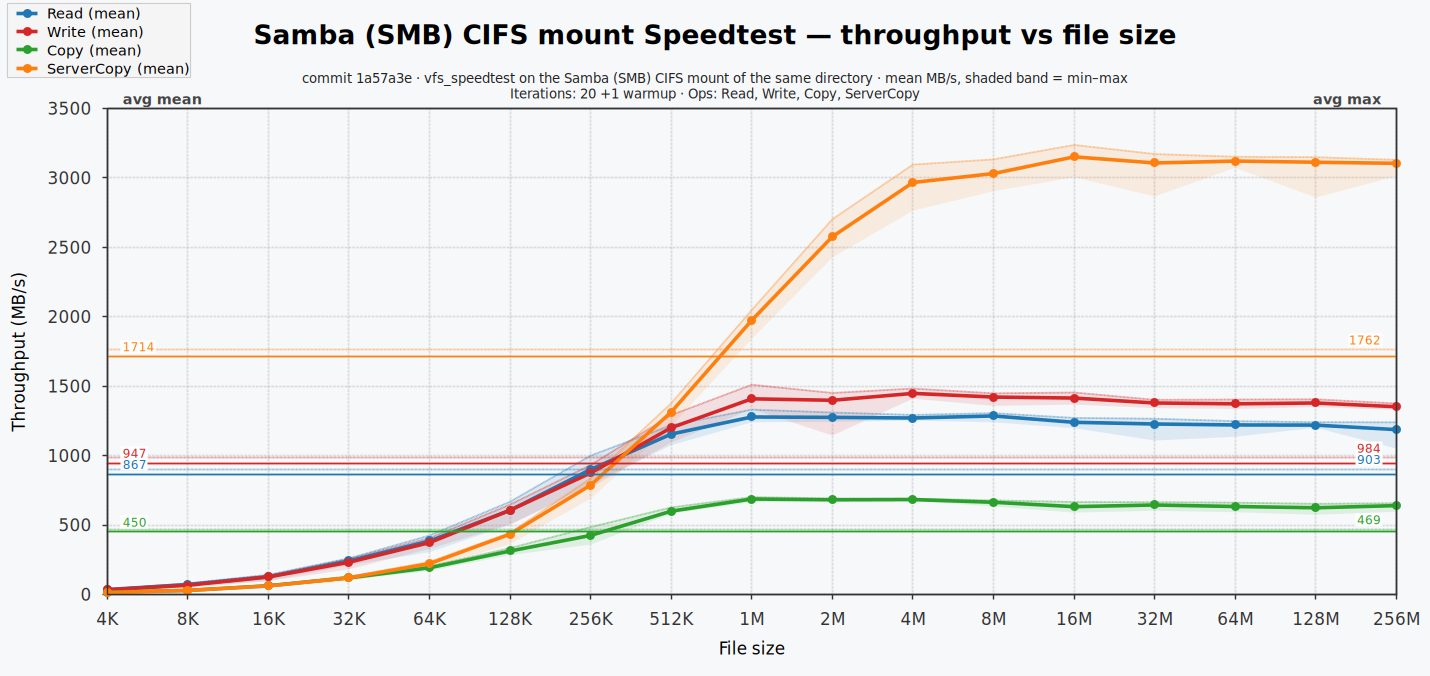 Read (mean)
Write (mean)
Copy (mean)
ServerCopy (mean)
Samba (SMB) CIFS mount Speedtest — throughput vs file size
commit 1a57a3e · vfs_speedtest on the Samba (SMB) CIFS mount of the same directory · mean MB/s, shaded band = min–max
Iterations: 20 +1 warmup · Ops: Read, Write, Copy, ServerCopy
avg mean
avg max
3500
3000
2500
2000
1500
1000
500
0
Throughput (MB/s)
1714
1762
947
984
867
903
450
469
4K
8K
16K
32K
64K
128K
256K
512K
1M
2M
4M
8M
16M
32M
64M
128M
256M
File size